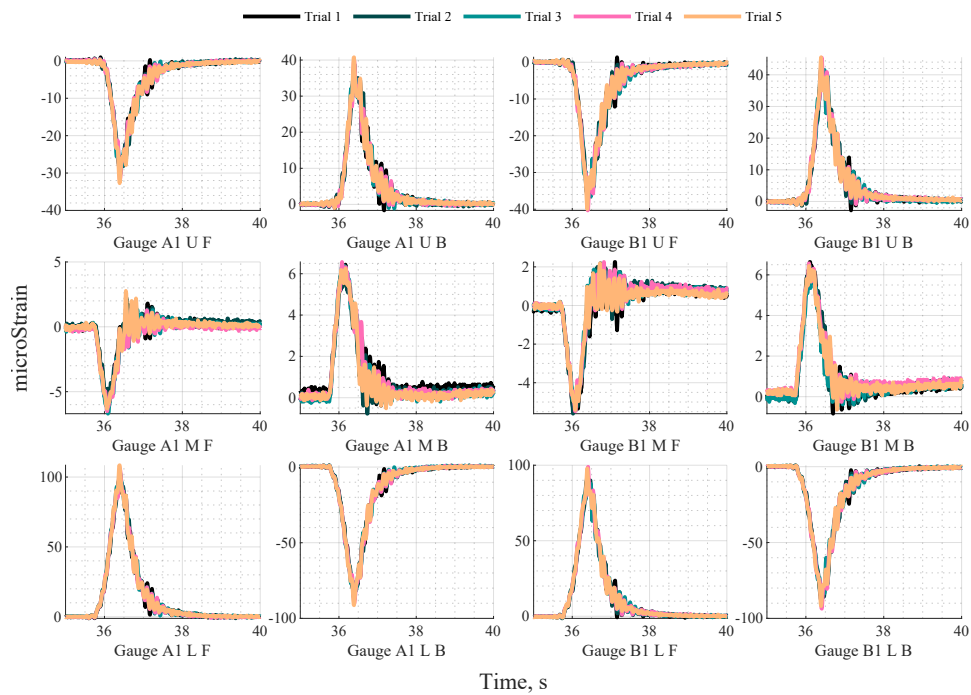 Trial 1 Trial 2 Trial 3 Trial 4 Trial 5
0 -10 -20 -30 -40
36 38 40
Gauge A1 U F
40 30 20 10 0
36 38 40
Gauge A1 U B
0 -10 -20 -30 -40
36 38 40
Gauge B1 U F
40 30 20 10 0
36 38 40
Gauge B1 U B
microStrain
5 0 -5
36 38 40
Gauge A1 M F
6 4 2 0
36 38 40
Gauge A1 M B
2 0 -2 -4
36 38 40
Gauge B1 M F
6 4 2 0
36 38 40
Gauge B1 M B
100 50 0
36 38 40
Gauge A1 L F
0 -50 -100
36 38 40
Gauge A1 L B
100 50 0
36 38 40
Gauge B1 L F
0 -50 -100
36 38 40
Gauge B1 L B
Time, s